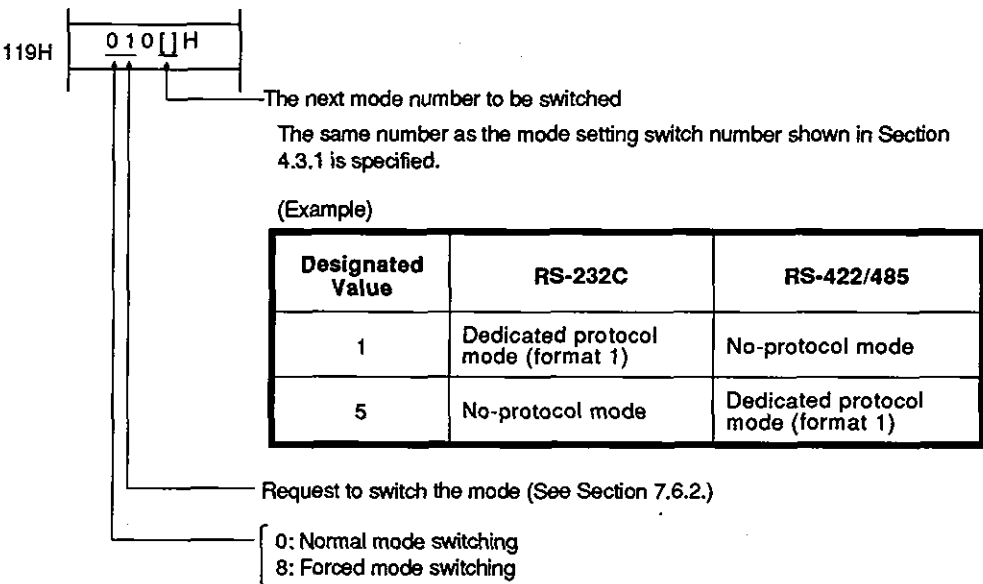 119H
0 1 0 [ ] H
The next mode number to be switched
The same number as the mode setting switch number shown in Section
4.3.1 is specified.
(Example)
Designated
Value
RS-232C
RS-422/485
1
Dedicated protocol
mode (format 1)
No-protocol mode
5
No-protocol mode
Dedicated protocol
mode (format 1)
Request to switch the mode (See Section 7.6.2.)
0: Normal mode switching
8: Forced mode switching